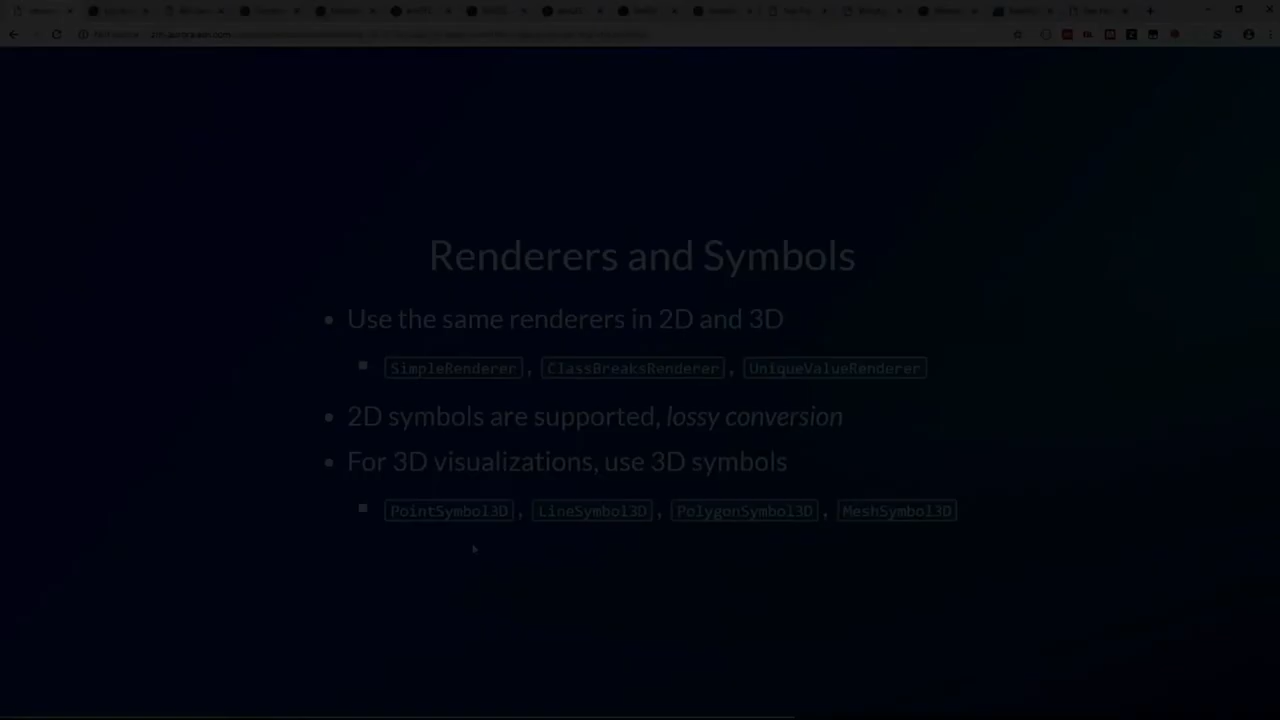 Renderers and Symbols
• Use the same renderers in 2D and 3D
▪ SimpleRenderer, ClassBreaksRenderer, UniqueValueRenderer
• 2D symbols are supported, lossy conversion
• For 3D visualizations, use 3D symbols
▪ PointSymbol3D, LineSymbol3D, PolygonSymbol3D, MeshSymbol3D